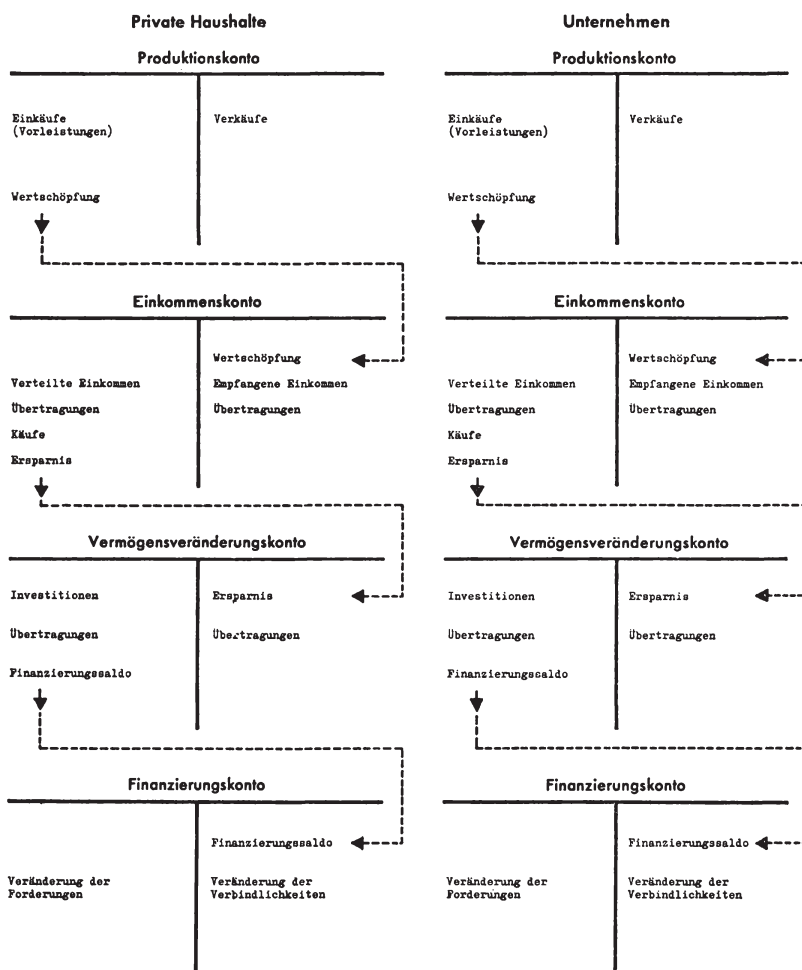 Private Haushalte
Produktionskonto
Einkäufe
(Vorleistungen)
Verkäufe
Wertschöpfung
Einkommenskonto
Wertschöpfung
Verteilte Einkommen
Empfangene Einkommen
Übertragungen
Übertragungen
Käufe
Ersparnis
Vermögensveränderungskonto
Investitionen
Ersparnis
Übertragungen
Übertragungen
Finanzierungssaldo
Finanzierungskonto
Finanzierungssaldo
Veränderung der
Forderungen
Veränderung der
Verbindlichkeiten
Unternehmen
Produktionskonto
Einkäufe
(Vorleistungen)
Verkäufe
Wertschöpfung
Einkommenskonto
Wertschöpfung
Verteilte Einkommen
Empfangene Einkommen
Übertragungen
Übertragungen
Käufe
Ersparnis
Vermögensveränderungskonto
Investitionen
Ersparnis
Übertragungen
Übertragungen
Finanzierungssaldo
Finanzierungskonto
Finanzierungssaldo
Veränderung der
Forderungen
Veränderung der
Verbindlichkeiten